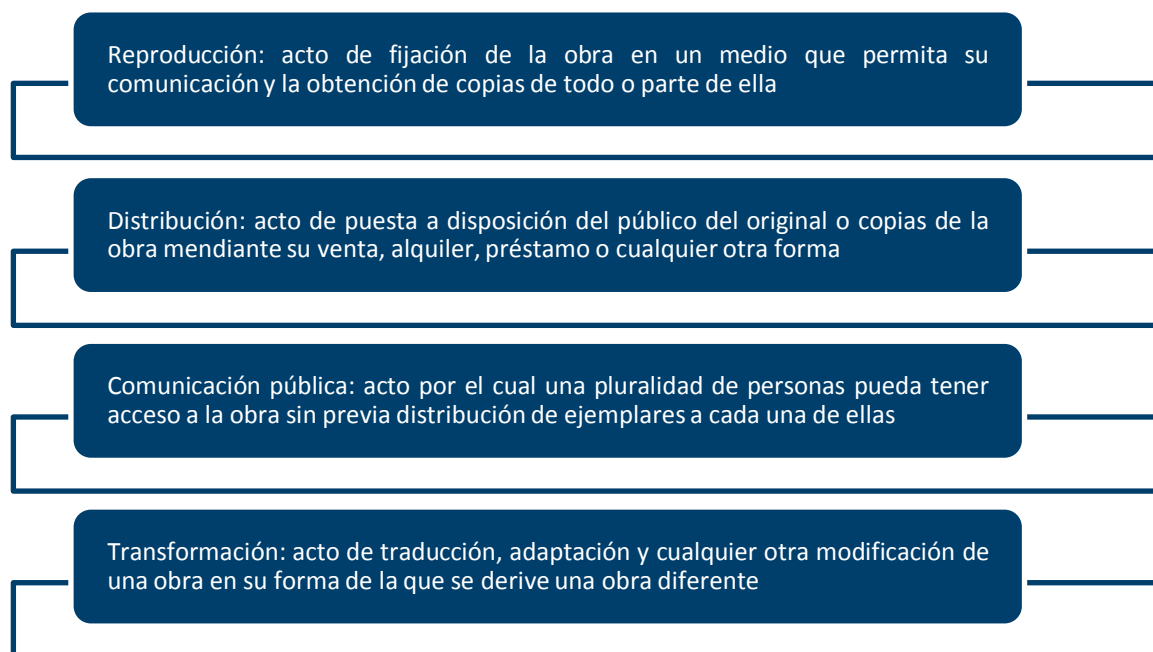 Reproducción: acto de fijación de la obra en un medio que permita su
comunicación y la obtención de copias de todo o parte de ella
Distribución: acto de puesta a disposición del público del original o copias de la
obra mendiante su venta, alquiler, préstamo o cualquier otra forma
Comunicación pública: acto por el cual una pluralidad de personas pueda tener
acceso a la obra sin previa distribución de ejemplares a cada una de ellas
Transformación: acto de traducción, adaptación y cualquier otra modificación de
una obra en su forma de la que se derive una obra diferente